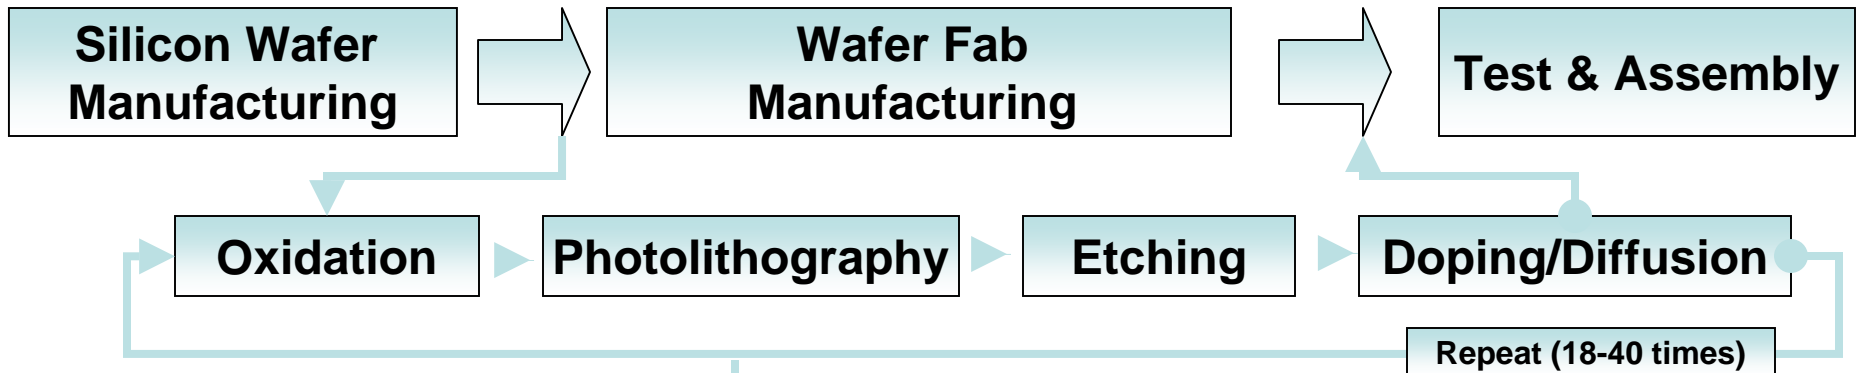 Silicon Wafer
Manufacturing
Wafer Fab
Manufacturing
Test & Assembly
Oxidation
Photolithography
Etching
Doping/Diffusion
Repeat (18-40 times)